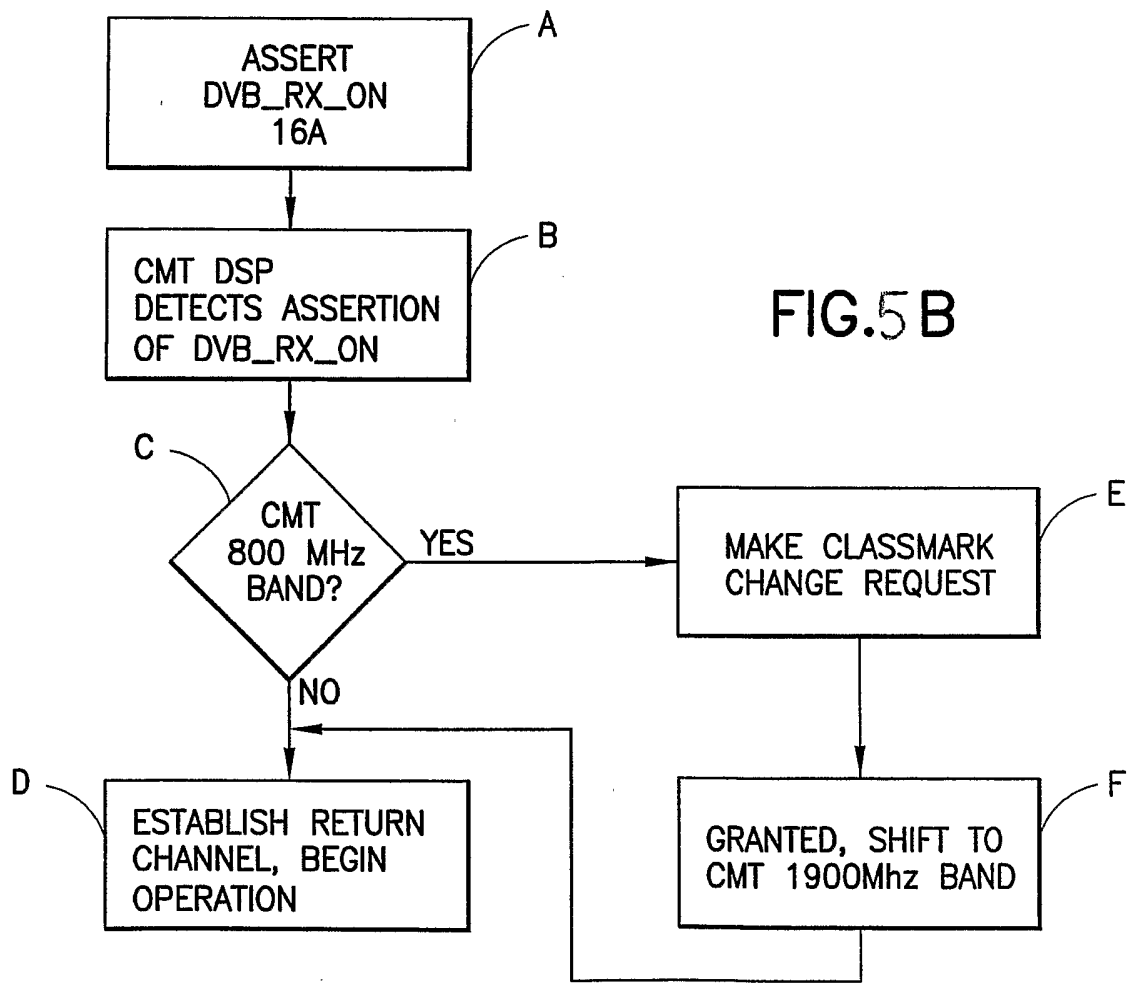 A
ASSERT
DVB_RX_ON
16A
B
CMT DSP
DETECTS ASSERTION
OF DVB_RX_ON
FIG.5B
C
CMT
800 MHz
BAND?
YES
NO
E
MAKE CLASSMARK
CHANGE REQUEST
D
ESTABLISH RETURN
CHANNEL, BEGIN
OPERATION
F
GRANTED, SHIFT TO
CMT 1900Mhz BAND